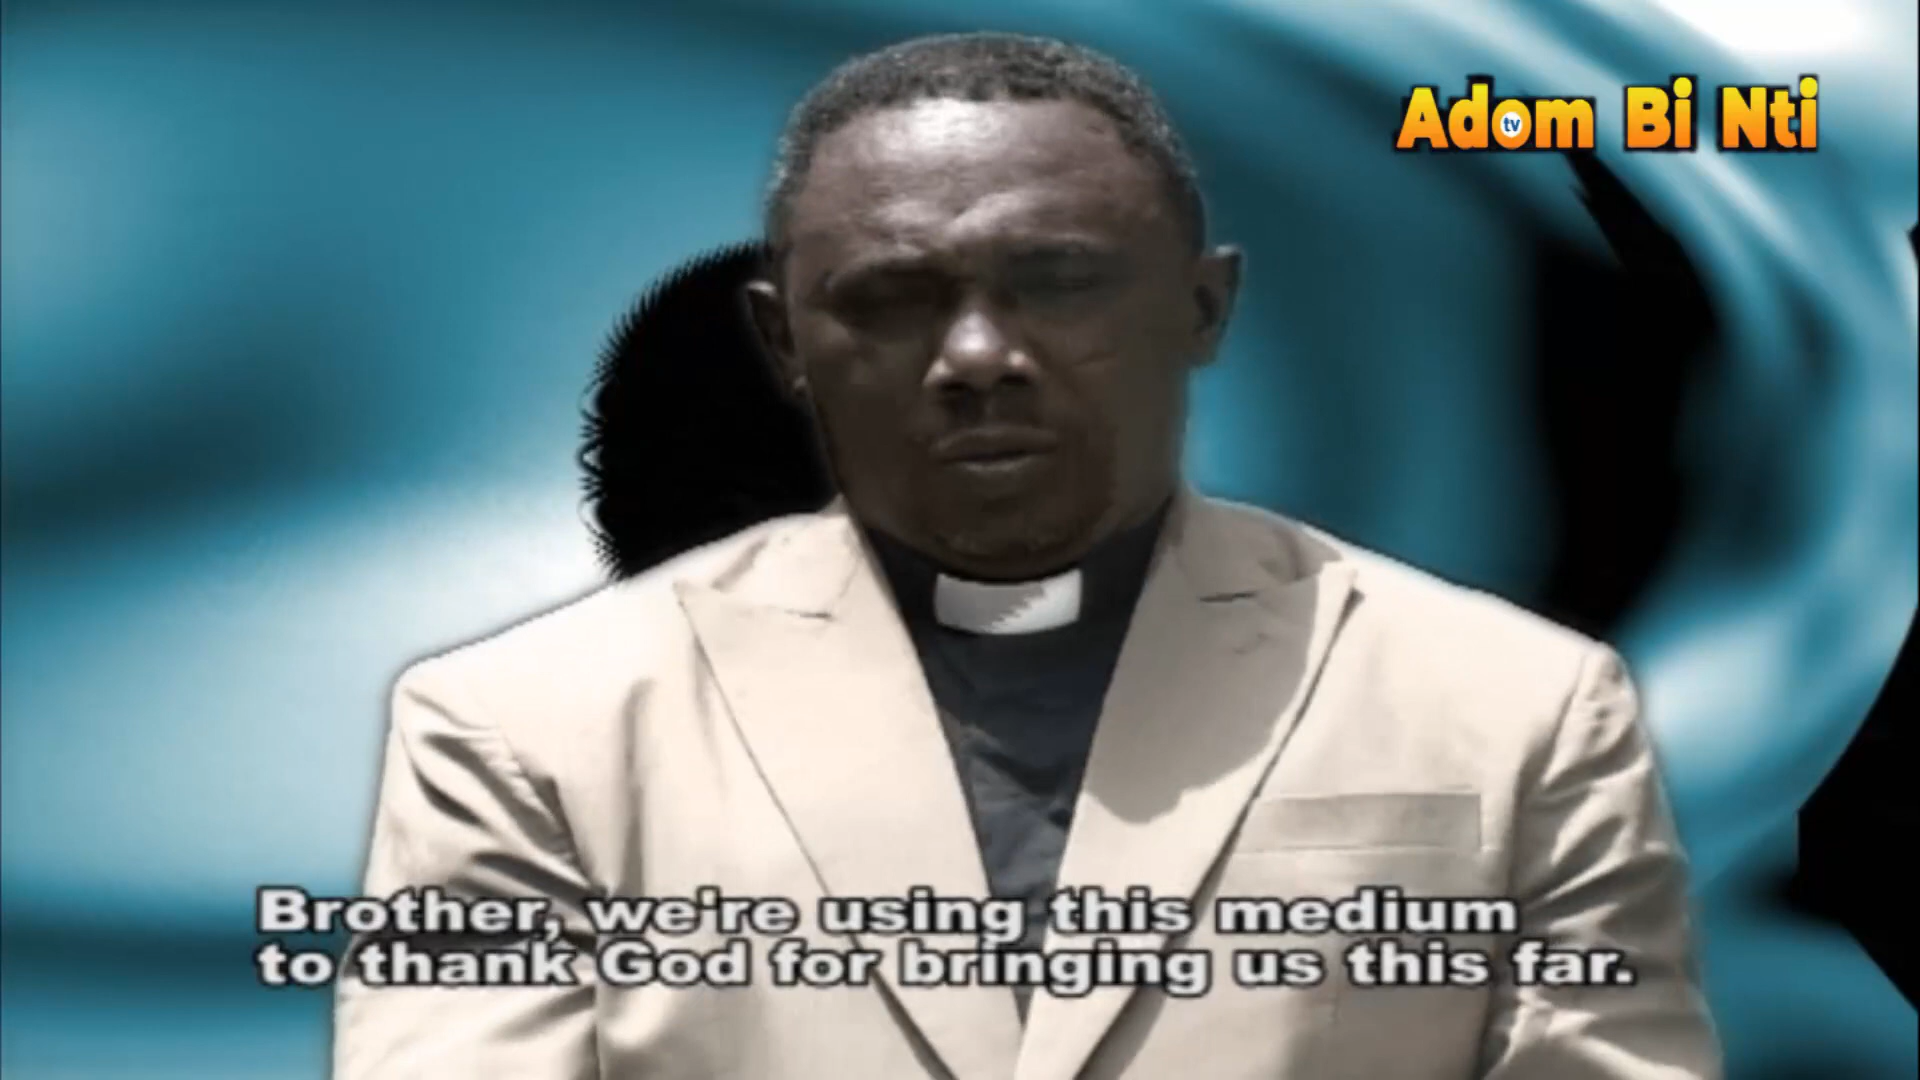 Adom Bi Nti
tv
Brother, we're using this medium
to thank God for bringing us this far.